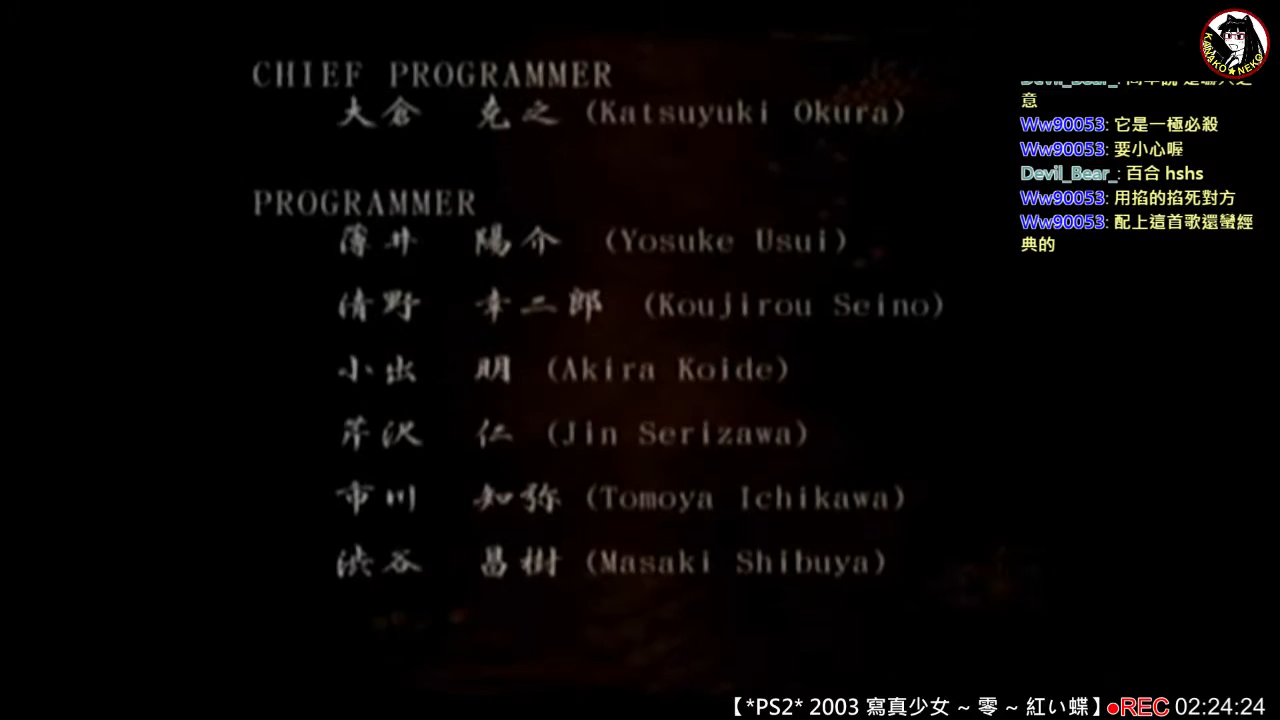 CHIEF PROGRAMMER
大倉 克之 (Katsuyuki Okura)
PROGRAMMER
薄井 陽介 (Yosuke Usui)
清野 幸二郎 (Koujirou Seino)
小出 明 (Akira Koide)
芹沢 仁 (Jin Serizawa)
市川 知弥 (Tomoya Ichikawa)
渋谷 昌樹 (Masaki Shibuya)
KANAKO★NEKO
意
Ww90053: 它是一極必殺
Ww90053: 要小心喔
Devil_Bear_: 百合 hshs
Ww90053: 用掐的掐死對方
Ww90053: 配上這首歌還蠻經
典的
【*PS2* 2003 寫真少女 ~ 零 ~ 紅い蝶】●REC 02:24:24